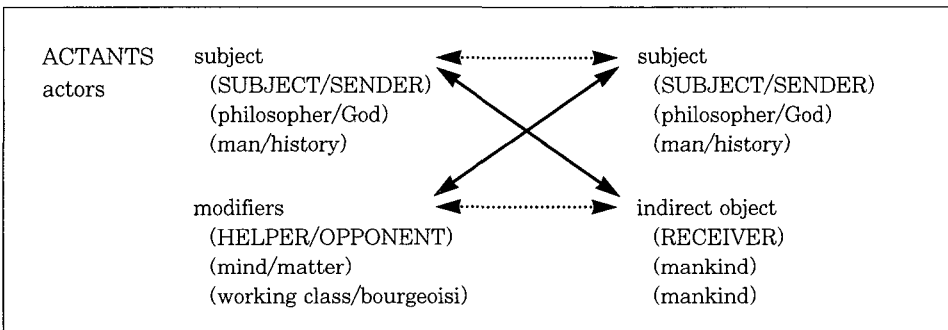 ACTANTS subject subject
actors (SUBJECT/SENDER) (SUBJECT/SENDER)
(philosopher/God) (philosopher/God)
(man/history) (man/history)
modifiers indirect object
(HELPER/OPPONENT) (RECEIVER)
(mind/matter) (mankind)
(working class/bourgeoisi) (mankind)